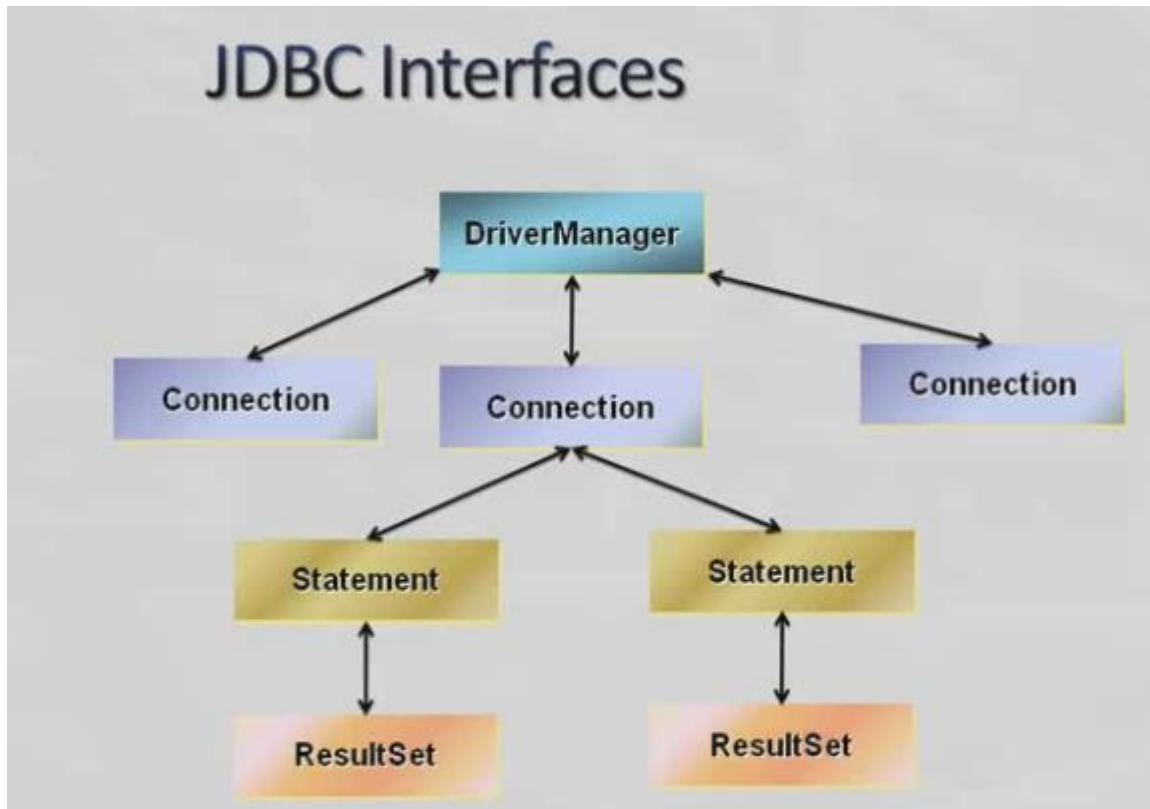 JDBC Interfaces
DriverManager
Connection
Connection
Connection
Statement
Statement
ResultSet
ResultSet